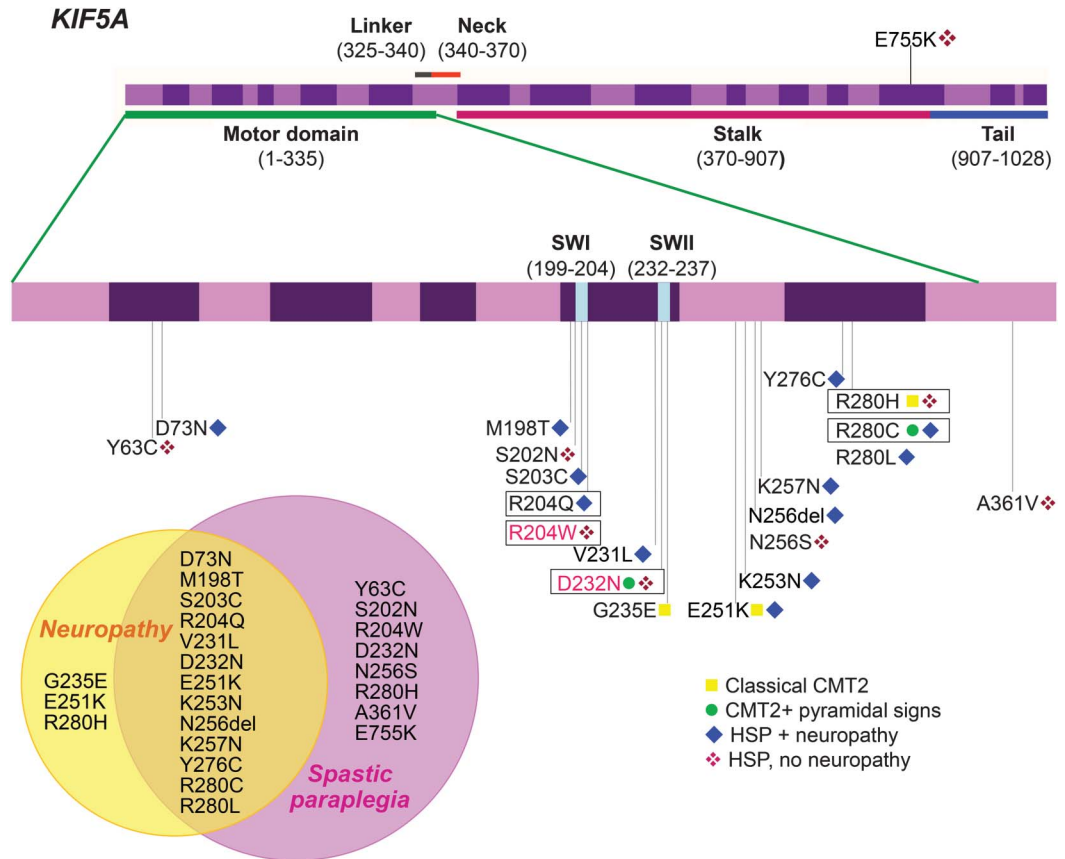 KIF5A
Linker
(325-340)
Neck
(340-370)
E755K
Motor domain
(1-335)
Stalk
(370-907)
Tail
(907-1028)
SWI
(199-204)
SWII
(232-237)
Y63C
D73N
M198T
S202N
S203C
R204Q
R204W
V231L
D232N
G235E
E251K
K253N
N256S
N256del
K257N
Y276C
R280H
R280C
R280L
A361V
Neuropathy
G235E
E251K
R280H
D73N
M198T
S203C
R204Q
V231L
D232N
E251K
K253N
N256del
K257N
Y276C
R280C
R280L
Y63C
S202N
R204W
D232N
N256S
R280H
A361V
E755K
Spastic
paraplegia
Classical CMT2
CMT2+ pyramidal signs
HSP + neuropathy
HSP, no neuropathy